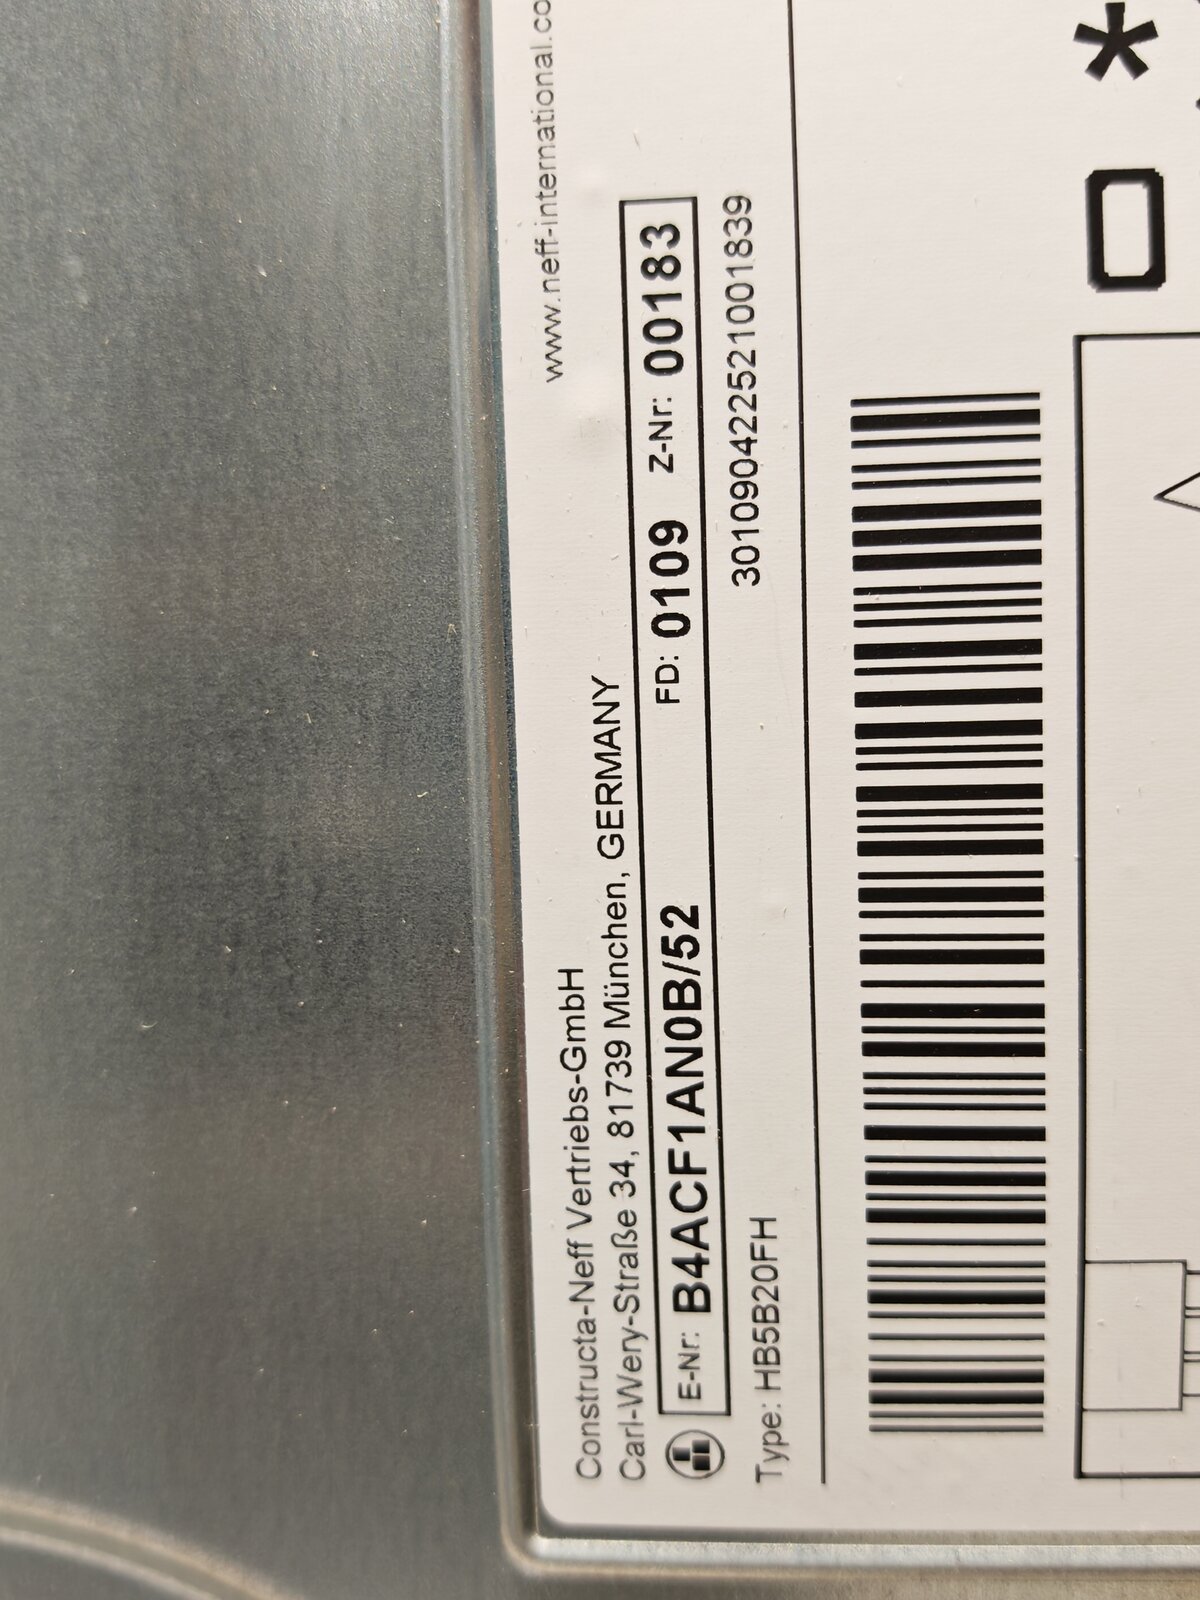 www.neff-international.co
Constructa-Neff Vertriebs-GmbH
Carl-Wery-Straße 34, 81739 München, GERMANY
E-Nr: B4ACF1AN0B/52 FD: 0109 Z-Nr: 00183
Type: HB5B20FH 301090422521001839